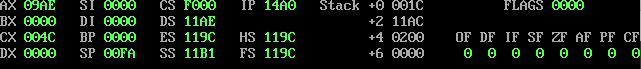 AX 09AE SI 0000 CS F000 IP 14A0 Stack +0 001C FLAGS 0000
BX 0000 DI 0000 DS 11AE +2 11AC
CX 004C BP 0000 ES 119C HS 119C +4 0200 OF DF IF SF ZF AF PF CF
DX 0000 SP 00FA SS 11B1 FS 119C +6 0000 0 0 0 0 0 0 0 0